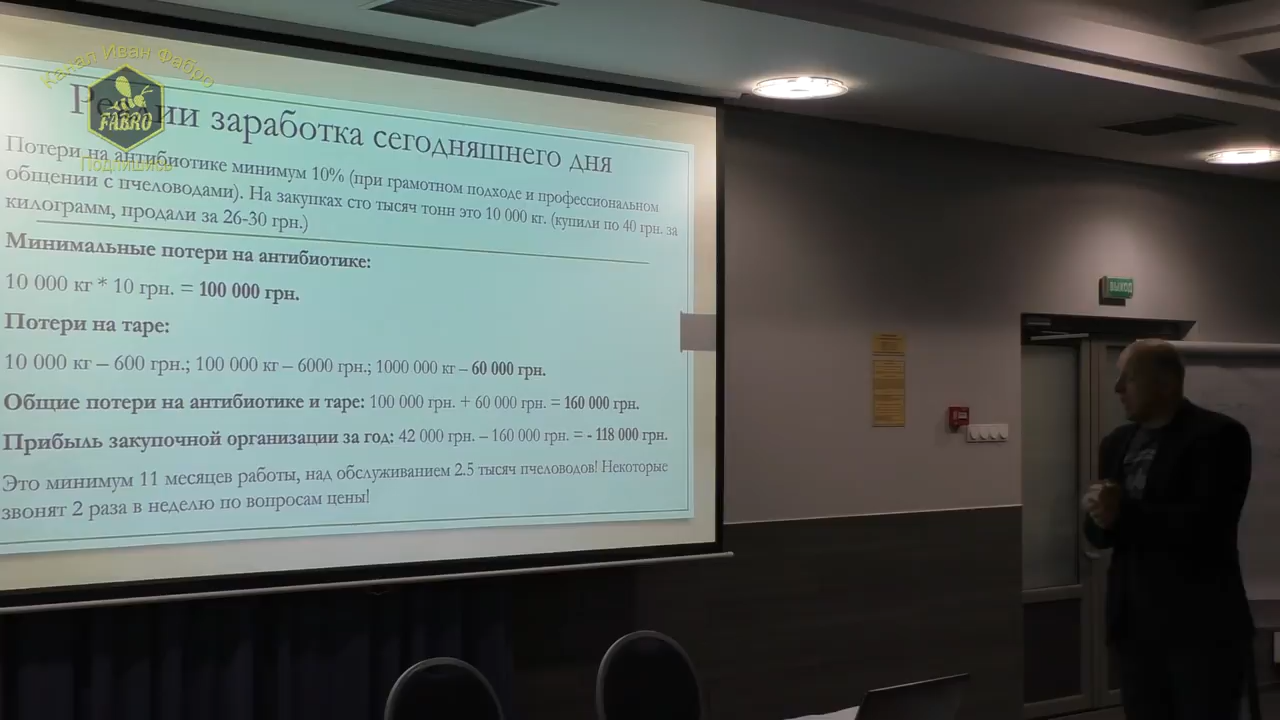 Канал Иван Фабро
FABRO
Подпишись
Реалии заработка сегодняшнего дня
Потери на антибиотике минимум 10% (при грамотном подходе и профессиональном
общении с пчеловодами). На закупках сто тысяч тонн это 10 000 кг. (купили по 40 грн. за
килограмм, продали за 26-30 грн.)
Минимальные потери на антибиотике:
10 000 кг * 10 грн. = 100 000 грн.
Потери на таре:
10 000 кг – 600 грн.; 100 000 кг – 6000 грн.; 1000 000 кг – 60 000 грн.
Общие потери на антибиотике и таре: 100 000 грн. + 60 000 грн. = 160 000 грн.
Прибыль закупочной организации за год: 42 000 грн. – 160 000 грн. = - 118 000 грн.
Это минимум 11 месяцев работы, над обслуживанием 2.5 тысяч пчеловодов! Некоторые
звонят 2 раза в неделю по вопросам цены!
ВЫХОД